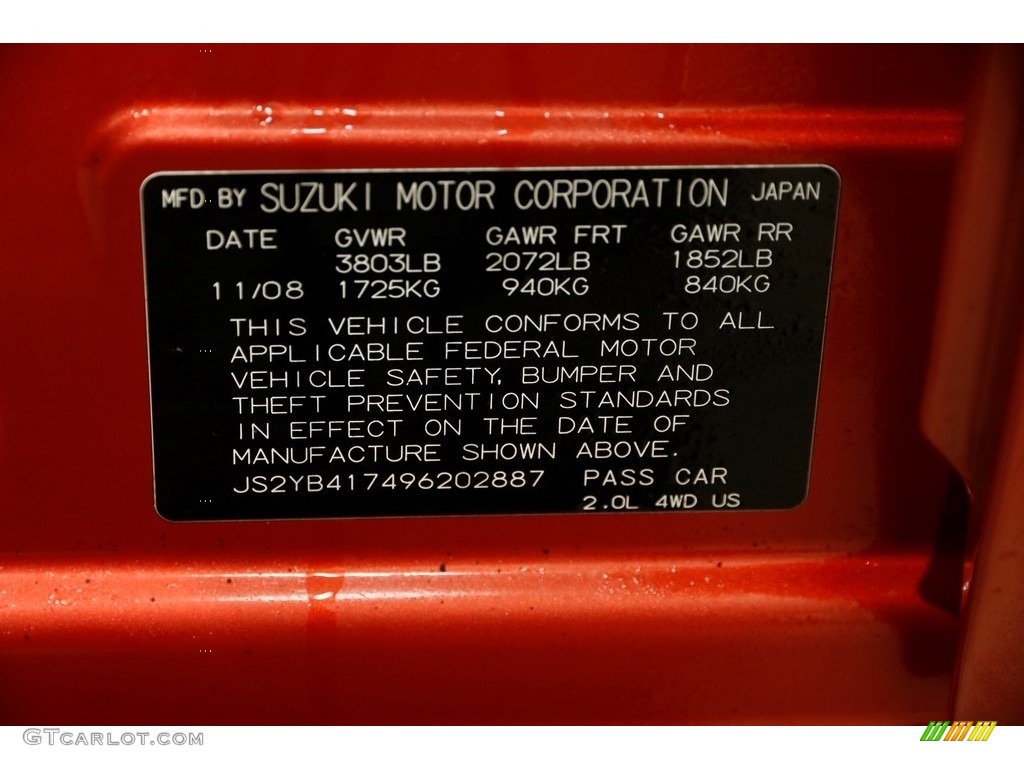 MFD BY SUZUKI MOTOR CORPORATION JAPAN
DATE GVWR GAWR FRT GAWR RR
3803LB 2072LB 1852LB
11/08 1725KG 940KG 840KG
THIS VEHICLE CONFORMS TO ALL
APPLICABLE FEDERAL MOTOR
VEHICLE SAFETY, BUMPER AND
THEFT PREVENTION STANDARDS
IN EFFECT ON THE DATE OF
MANUFACTURE SHOWN ABOVE.
JS2YB417496202887 PASS CAR
2.0L 4WD US
GTCARLOT.COM